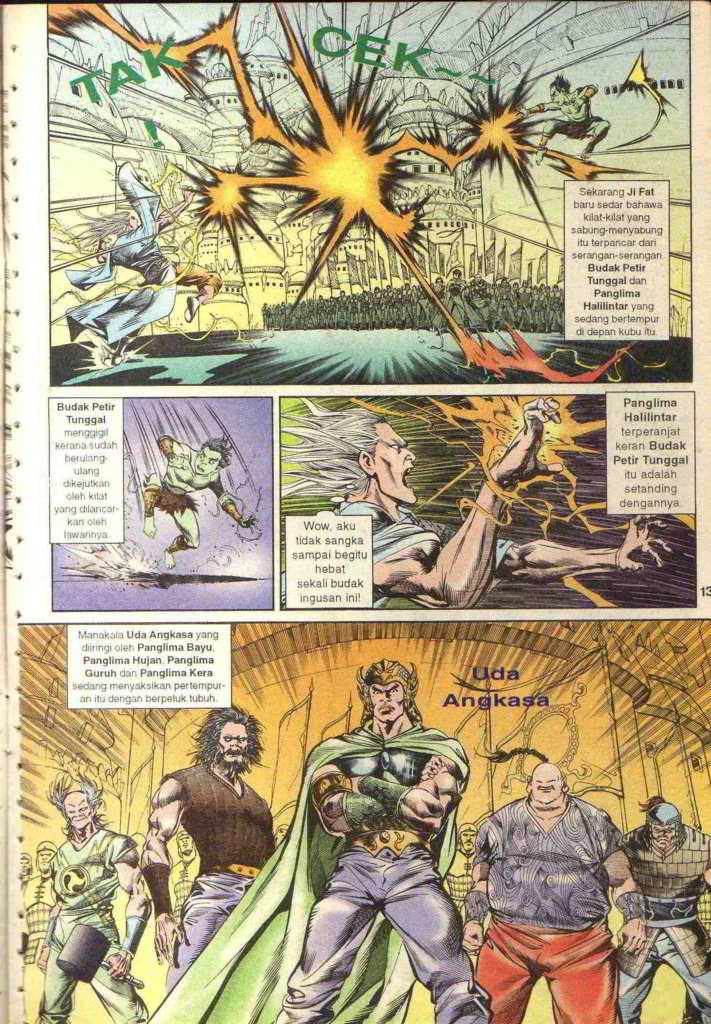 TAK
!
CEK~~
Sekarang Ji Fat
baru sedar bahawa
kilat-kilat yang
sabung-menyabung
itu terpancar dari
serangan-serangan
Budak Petir
Tunggal dan
Panglima
Halilintar yang
sedang bertempur
di depan kubu itu.
Budak Petir
Tunggal
menggigil
kerana sudah
berulang-
ulang
dikejutkan
oleh kilat
yang dilancar-
kan oleh
lawannya.
Wow, aku
tidak sangka
sampai begitu
hebat
sekali budak
ingusan ini!
Panglima
Halilintar
terperanjat
keran Budak
Petir Tunggal
itu adalah
setanding
dengannya.
13
Manakala Uda Angkasa yang
diiringi oleh Panglima Bayu,
Panglima Hujan, Panglima
Guruh dan Panglima Kera
sedang menyaksikan pertempur-
an itu dengan berpeluk tubuh.
Uda
Angkasa